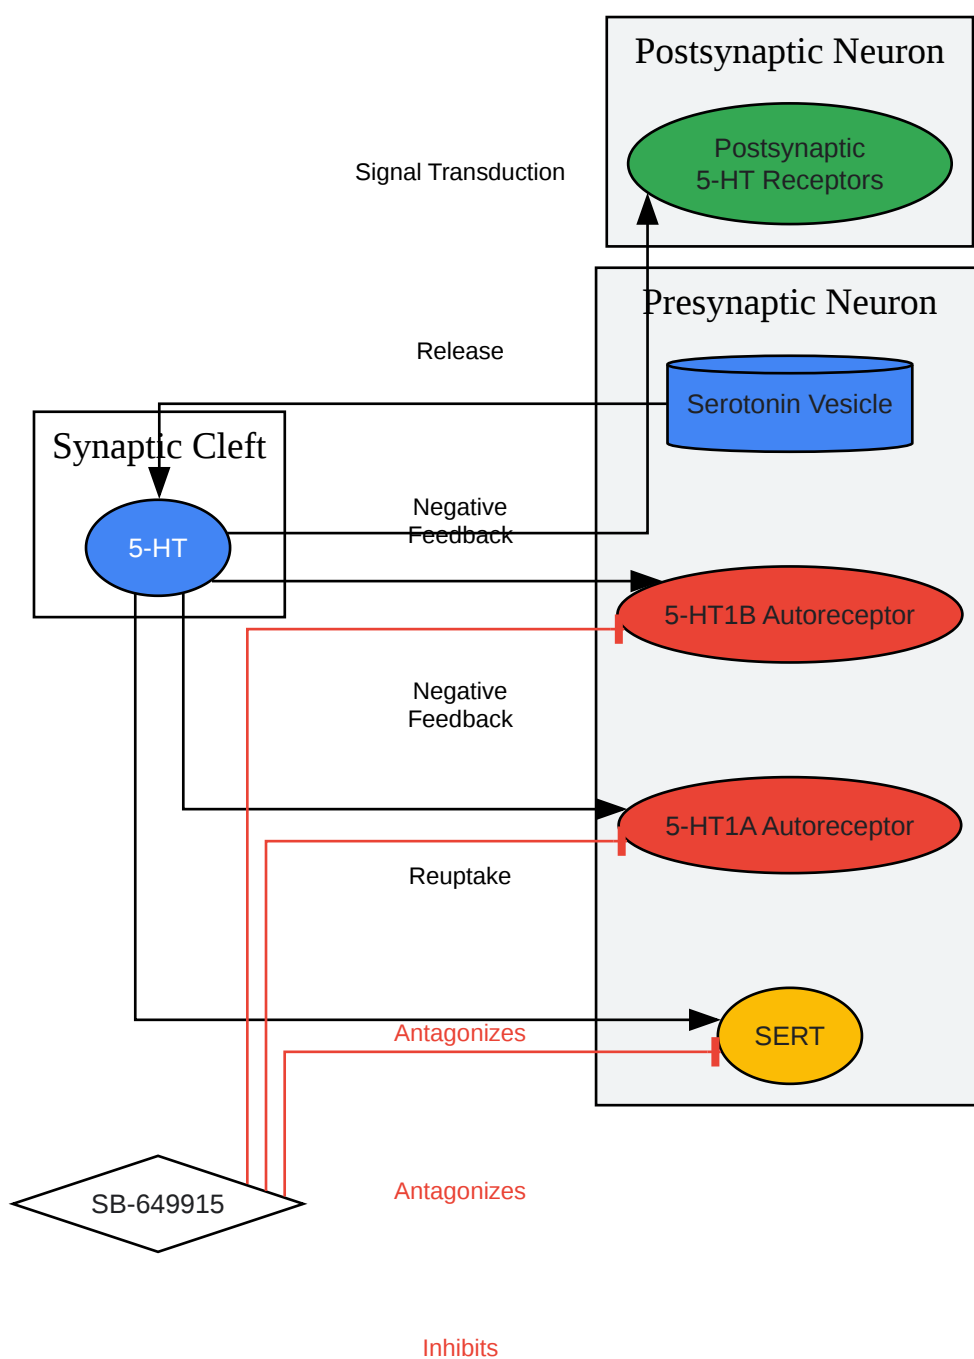 Postsynaptic Neuron
Postsynaptic
5-HT Receptors
Signal Transduction
Presynaptic Neuron
Release
Serotonin Vesicle
Synaptic Cleft
Negative
Feedback
5-HT
5-HT1B Autoreceptor
Negative
Feedback
5-HT1A Autoreceptor
Reuptake
Antagonizes
SERT
Antagonizes
SB-649915
Inhibits